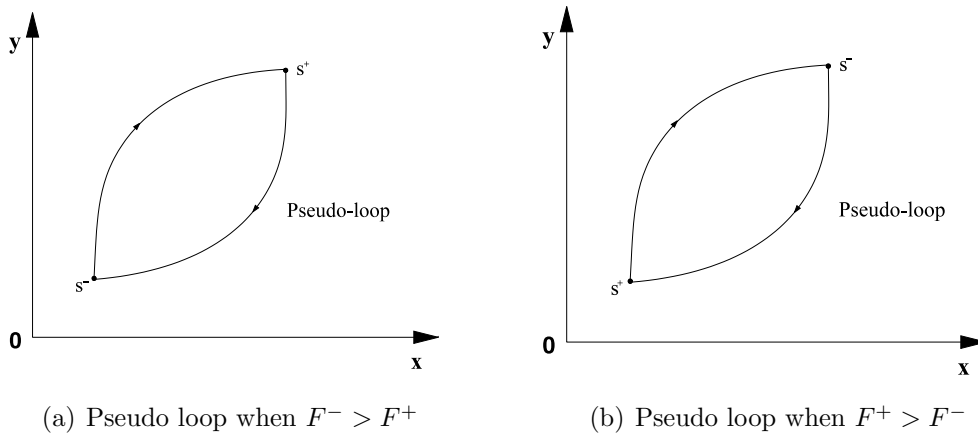 y
s⁺
Pseudo-loop
s⁻
0
x
(a) Pseudo loop when F⁻ > F⁺
y
s⁻
Pseudo-loop
s⁺
0
x
(b) Pseudo loop when F⁺ > F⁻